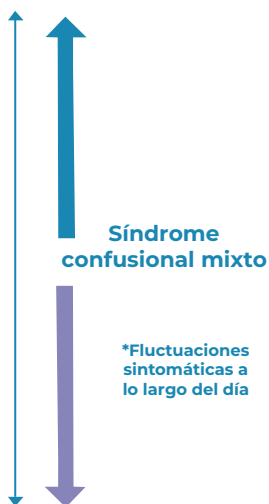 Síndrome
confusional mixto
*Fluctuaciones
sintomáticas a
lo largo del día